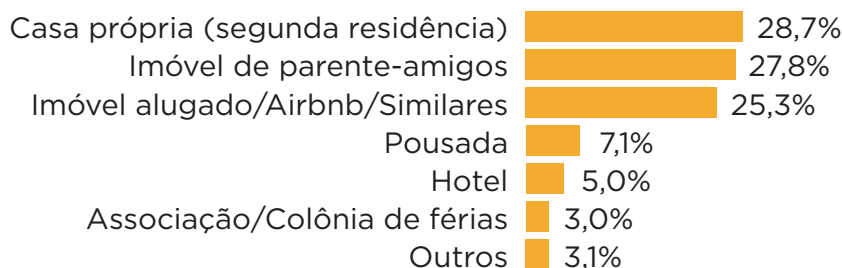 Casa própria (segunda residência) 28,7%
Imóvel de parente-amigos 27,8%
Imóvel alugado/Airbnb/Similares 25,3%
Pousada 7,1%
Hotel 5,0%
Associação/Colônia de férias 3,0%
Outros 3,1%